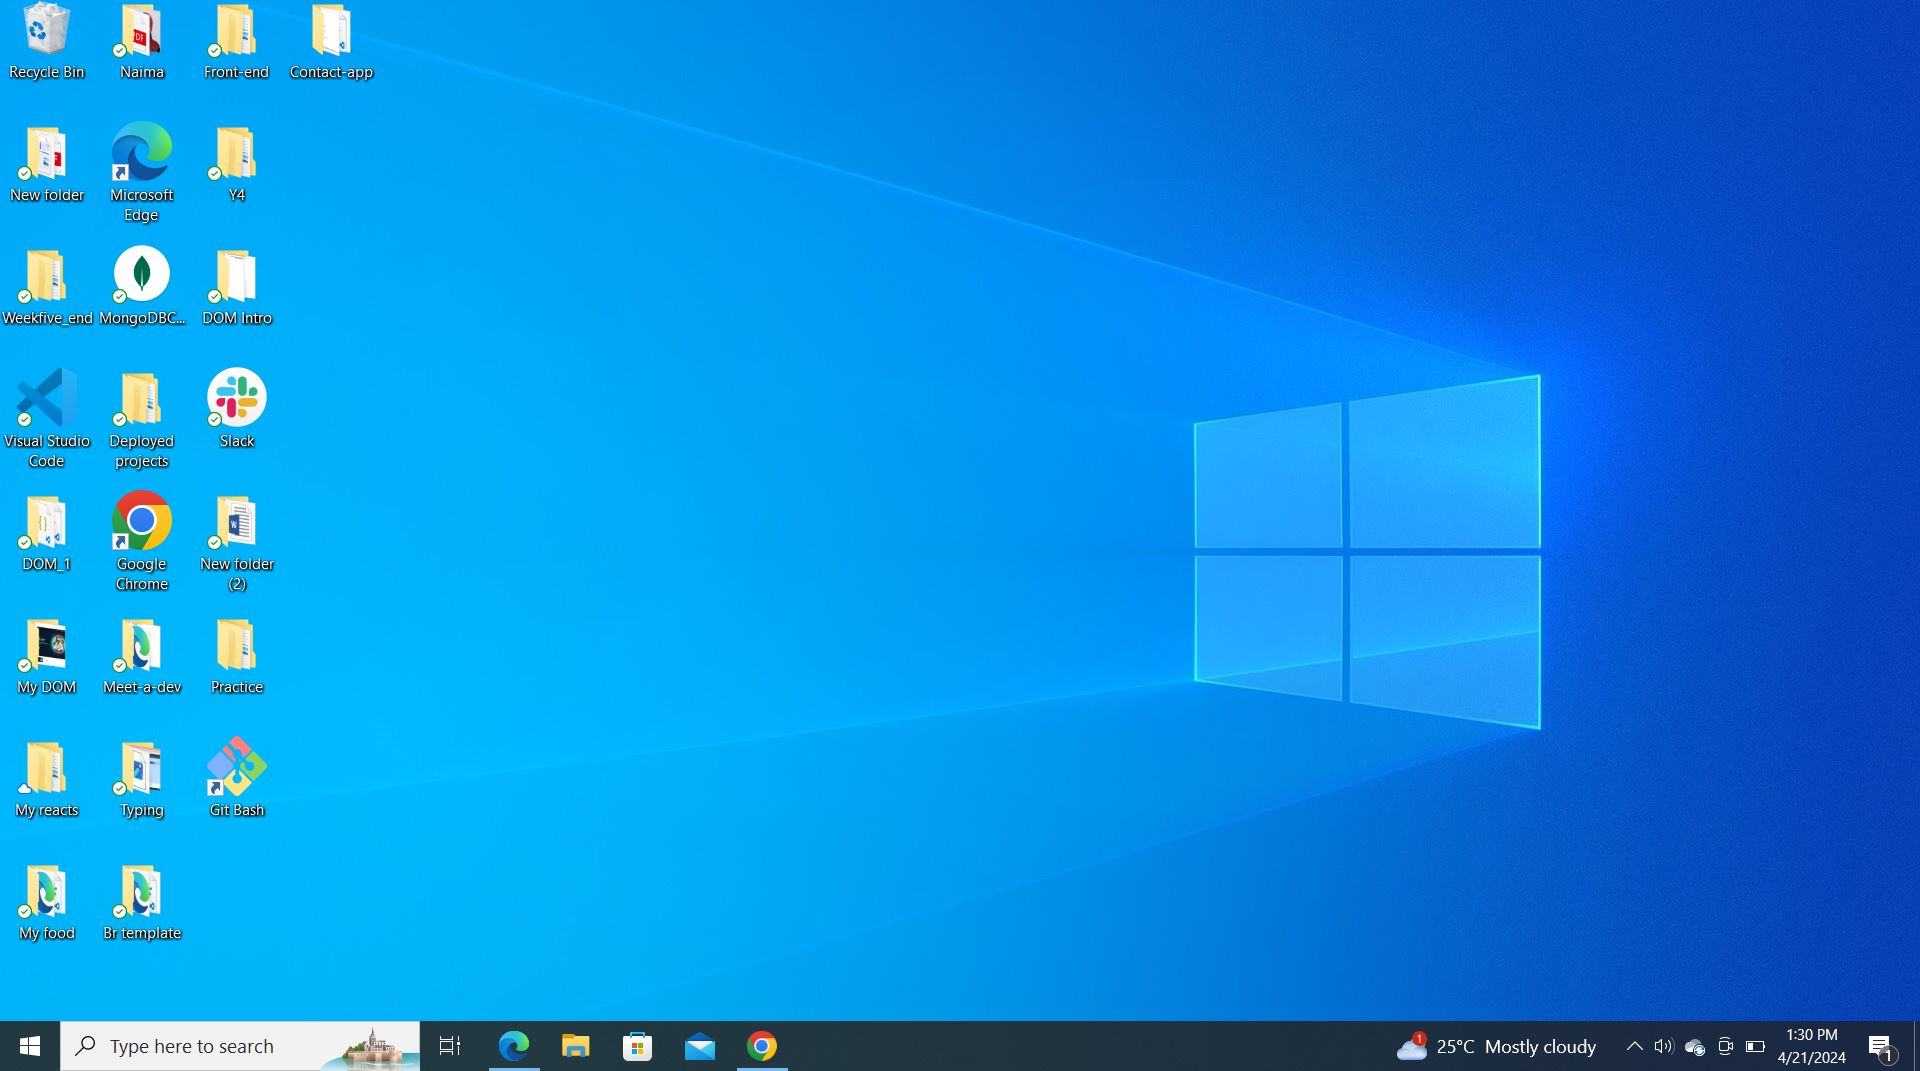 Recycle Bin
Naima
Front-end
Contact-app
New folder
Microsoft
Edge
Y4
Weekfive_end
MongoDBC...
DOM Intro
Visual Studio
Code
Deployed
projects
Slack
DOM_1
Google
Chrome
New folder
(2)
My DOM
Meet-a-dev
Practice
My reacts
Typing
Git Bash
My food
Br template
Type here to search
1
25°C Mostly cloudy
1:30 PM
4/21/2024
1